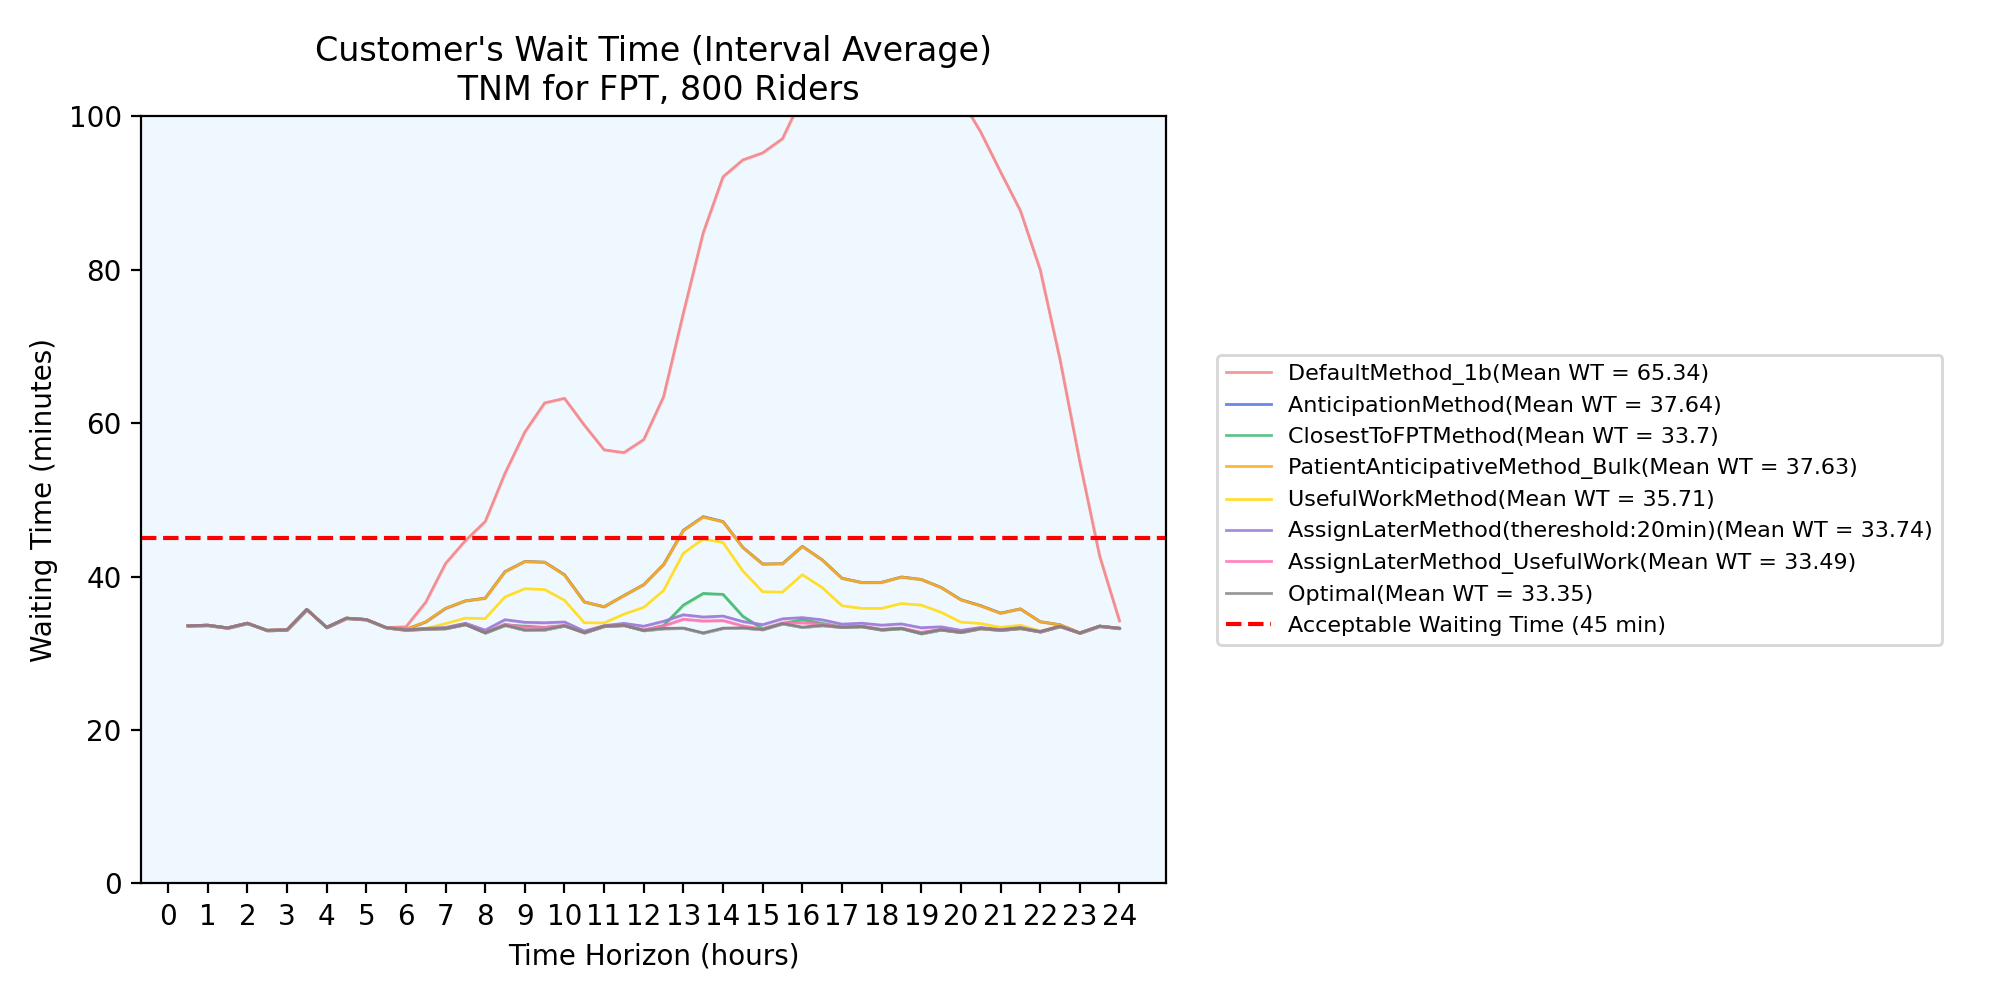 Customer's Wait Time (Interval Average)
TNM for FPT, 800 Riders
100
80
60
40
20
0
Waiting Time (minutes)
0 1 2 3 4 5 6 7 8 9 10 11 12 13 14 15 16 17 18 19 20 21 22 23 24
Time Horizon (hours)
DefaultMethod_1b(Mean WT = 65.34)
AnticipationMethod(Mean WT = 37.64)
ClosestToFPTMethod(Mean WT = 33.7)
PatientAnticipativeMethod_Bulk(Mean WT = 37.63)
UsefulWorkMethod(Mean WT = 35.71)
AssignLaterMethod(thereshold:20min)(Mean WT = 33.74)
AssignLaterMethod_UsefulWork(Mean WT = 33.49)
Optimal(Mean WT = 33.35)
Acceptable Waiting Time (45 min)